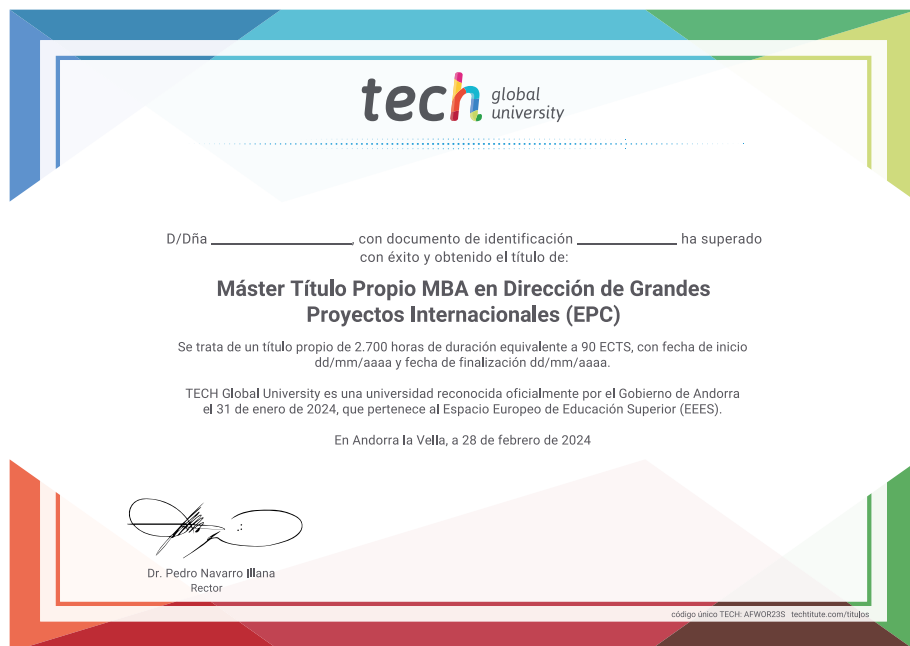 tech global university
D/Dña ________________, con documento de identificación ____________ ha superado
con éxito y obtenido el título de:
Máster Título Propio MBA en Dirección de Grandes
Proyectos Internacionales (EPC)
Se trata de un título propio de 2.700 horas de duración equivalente a 90 ECTS, con fecha de inicio
dd/mm/aaaa y fecha de finalización dd/mm/aaaa.
TECH Global University es una universidad reconocida oficialmente por el Gobierno de Andorra
el 31 de enero de 2024, que pertenece al Espacio Europeo de Educación Superior (EEES).
En Andorra la Vella, a 28 de febrero de 2024
Dr. Pedro Navarro Illana
Rector
código único TECH: AFWOR23S techtitute.com/titulos